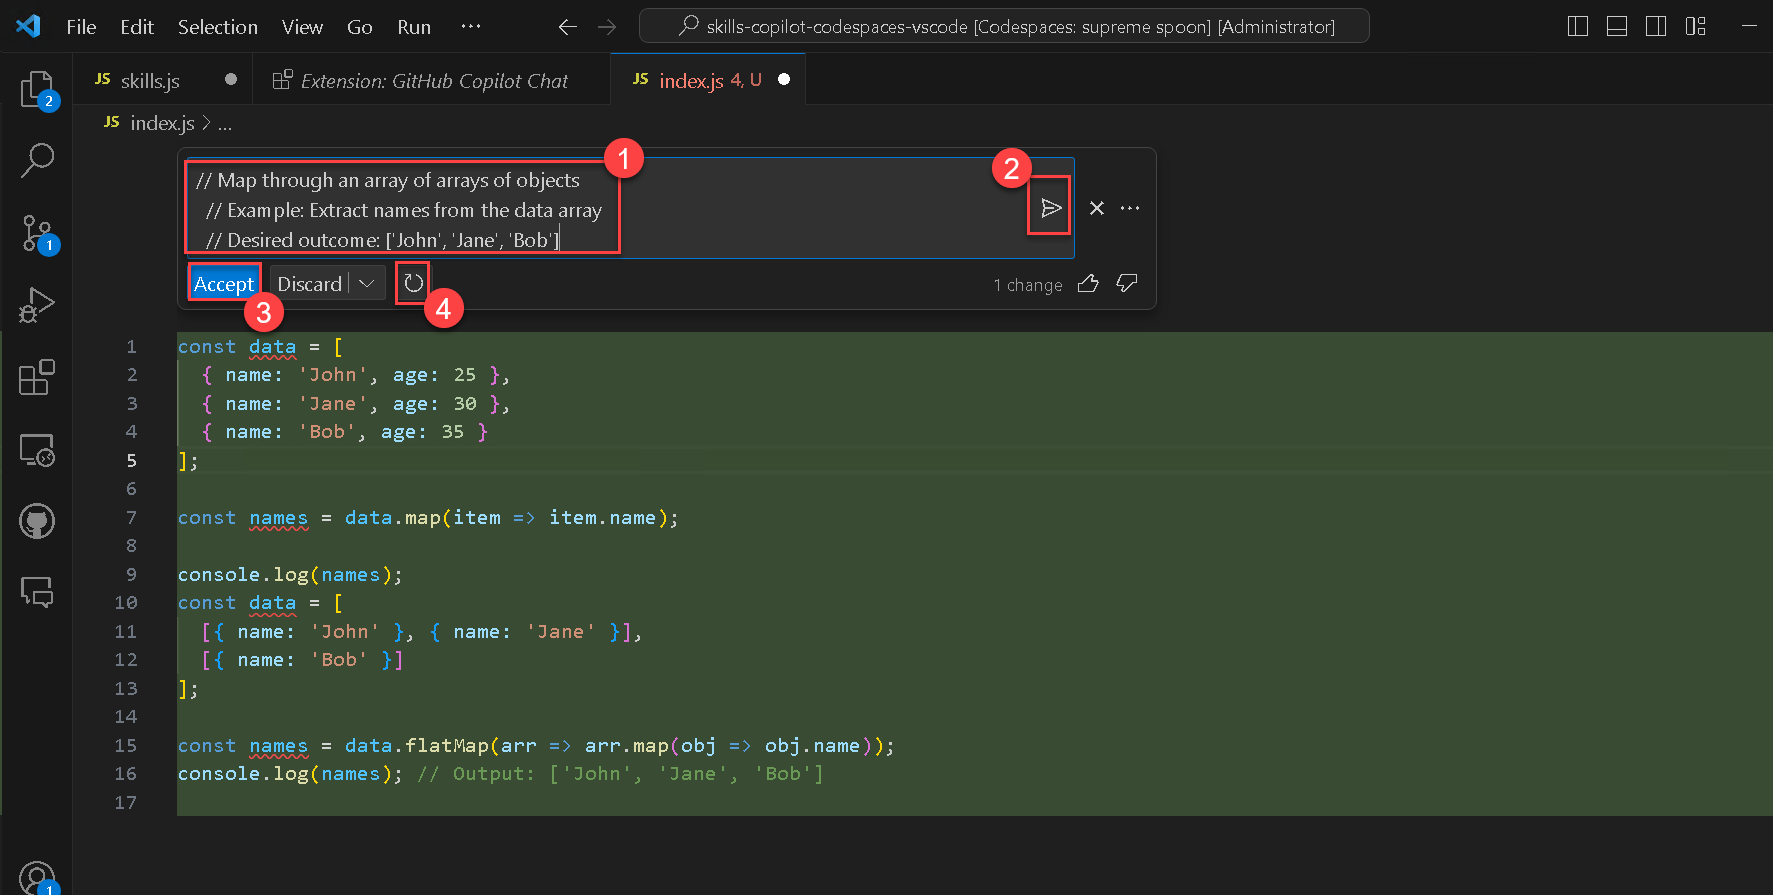 File Edit Selection View Go Run ··· skills-copilot-codespaces-vscode [Codespaces: supreme spoon] [Administrator]
JS skills.js Extension: GitHub Copilot Chat JS index.js 4, U
2
JS index.js > ...
1
2
// Map through an array of arrays of objects
// Example: Extract names from the data array
// Desired outcome: ['John', 'Jane', 'Bob']
1
Accept Discard 1 change
3 4
1 const data = [
2 { name: 'John', age: 25 },
3 { name: 'Jane', age: 30 },
4 { name: 'Bob', age: 35 }
5 ];
6
7 const names = data.map(item => item.name);
8
9 console.log(names);
10 const data = [
11 [{ name: 'John' }, { name: 'Jane' }],
12 [{ name: 'Bob' }]
13 ];
14
15 const names = data.flatMap(arr => arr.map(obj => obj.name));
16 console.log(names); // Output: ['John', 'Jane', 'Bob']
17
1